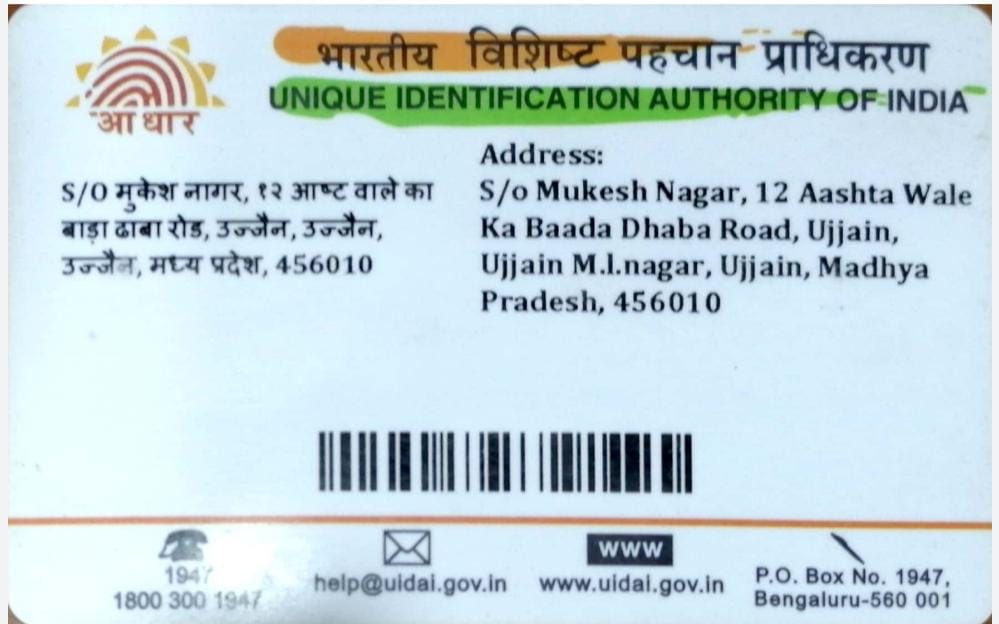 भारतीय विशिष्ट पहचान प्राधिकरण
UNIQUE IDENTIFICATION AUTHORITY OF INDIA
आधार
S/O मुकेश नागर, १२ आष्ट वाले का
बाड़ा ढाबा रोड, उज्जैन, उज्जैन,
उज्जैन, मध्य प्रदेश, 456010
Address:
S/o Mukesh Nagar, 12 Aashta Wale
Ka Baada Dhaba Road, Ujjain,
Ujjain M.l.nagar, Ujjain, Madhya
Pradesh, 456010
1947
1800 300 1947
help@uidai.gov.in
WWW
www.uidai.gov.in
P.O. Box No. 1947,
Bengaluru-560 001